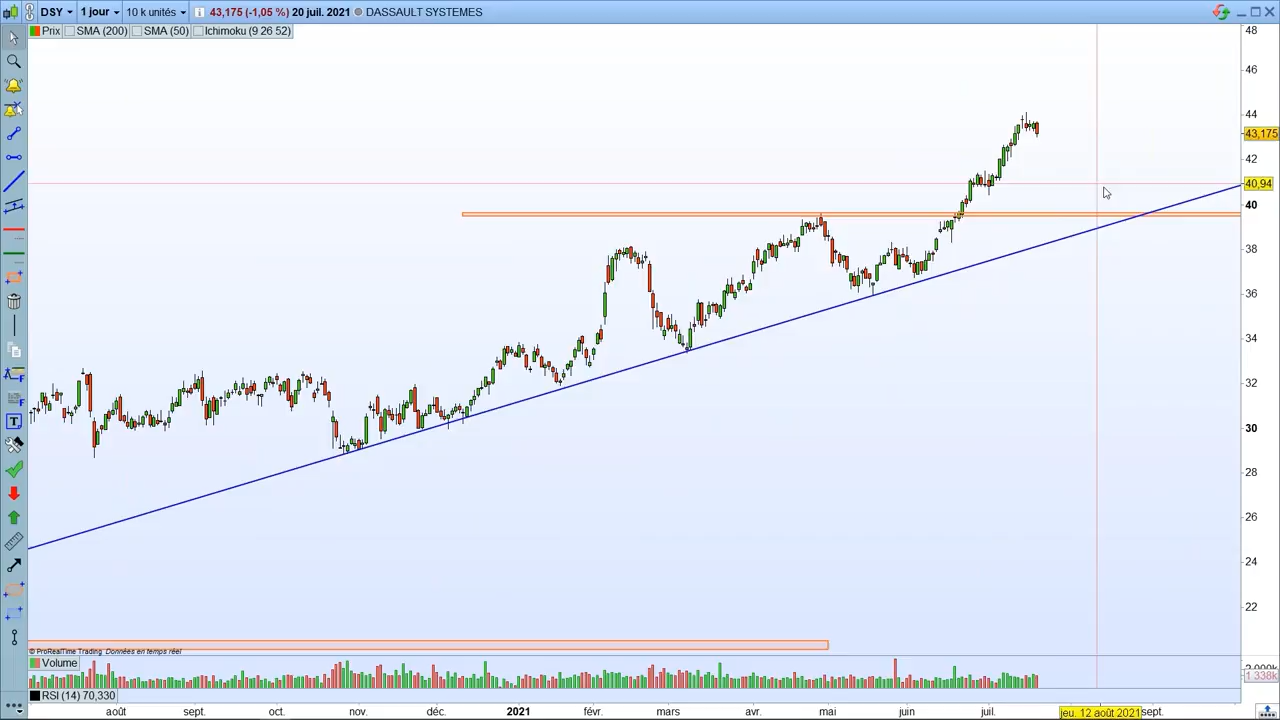 DSY 1 jour 10 k unités 43,175 (-1,05 %) 20 juil. 2021 DASSAULT SYSTEMES
Prix SMA (200) SMA (50) Ichimoku (9 26 52)
48
46
44
43,175
42
40,94
40
38
36
34
32
30
28
26
24
22
© ProRealTime Trading Données en temps réel
Volume
1 338k
RSI (14) 70,330
août sept. oct. nov. déc. 2021 févr. mars avr. mai juin juil. jeu. 12 août 2021 sept.